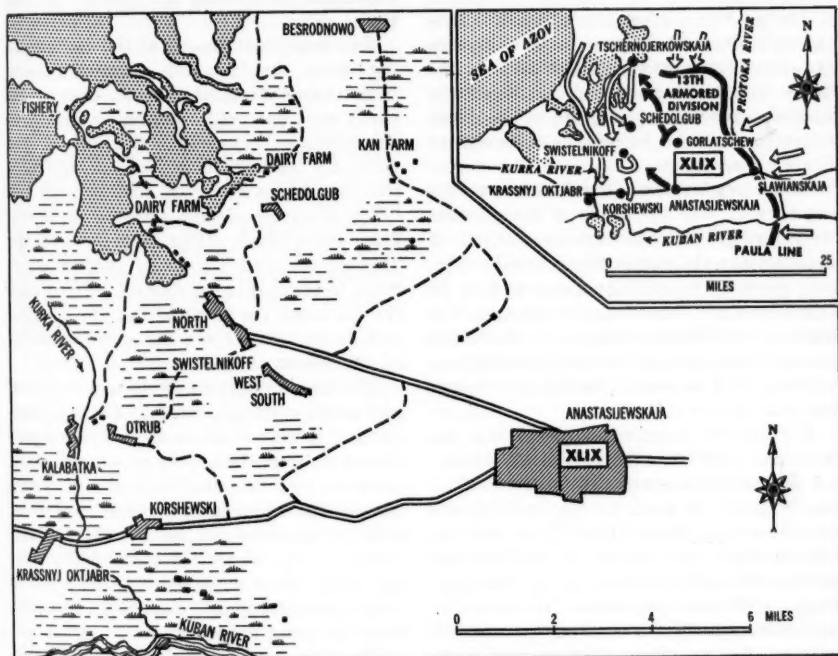 BESRODNOWO
FISHERY
DAIRY FARM
KAN FARM
DAIRY FARM
SCHEDOLGUB
KURKA RIVER
NORTH
SWISTELNIKOFF
WEST
SOUTH
OTRUB
KALABATKA
KORSHEWSKI
KRASSNYJ OKTJABR
KUBAN RIVER
ANASTASIJEWSKAJA
XLIX
N
0 2 4 6 MILES
SEA OF AZOV
TSCHERNOJERKOWSKAJA
PROTOKA RIVER
N
13TH
ARMORED
DIVISION
SCHEDOLGUB
GORLATSCHEW
SWISTELNIKOFF
XLIX
KURKA RIVER
SLAWIANSKAJA
KRASSNYJ OKTJABR
KORSHEWSKI
ANASTASIJEWSKAJA
KUBAN RIVER
PAULA LINE
0 25
MILES